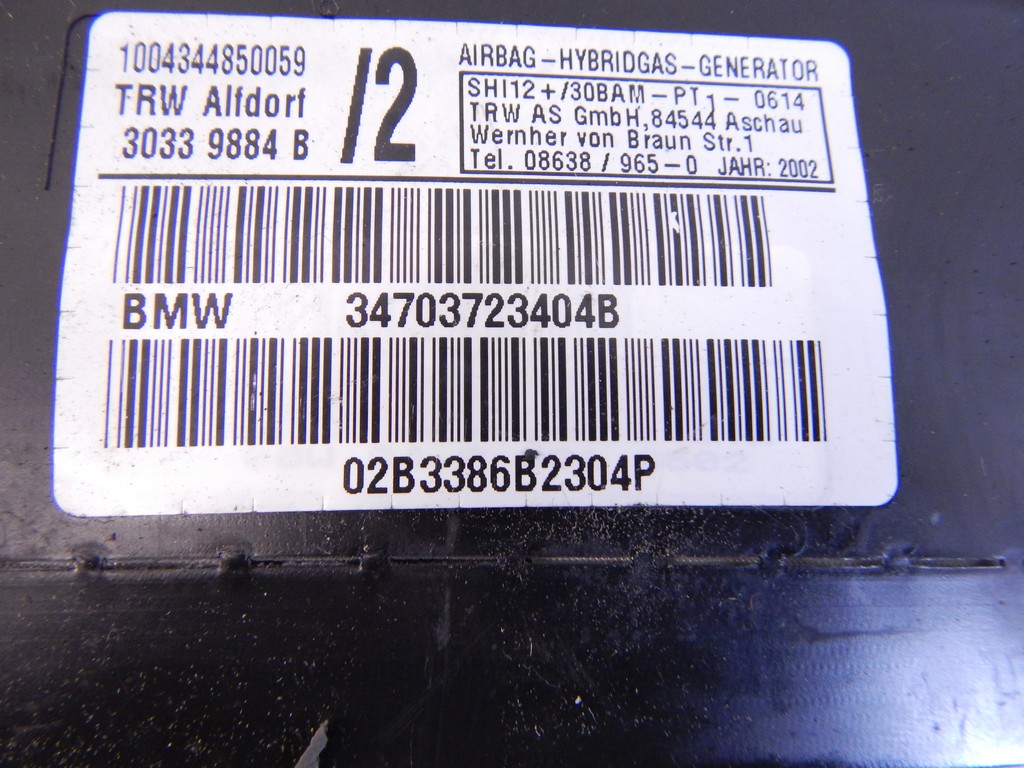 1004344850059
TRW Alfdorf
3033 9884 B
/2
AIRBAG-HYBRIDGAS-GENERATOR
SHI12+/30BAM-PT1-0614
TRW AS GmbH,84544 Aschau
Wernher von Braun Str.1
Tel. 08638/965-0 JAHR: 2002
BMW 34703723404B
02B3386B2304P